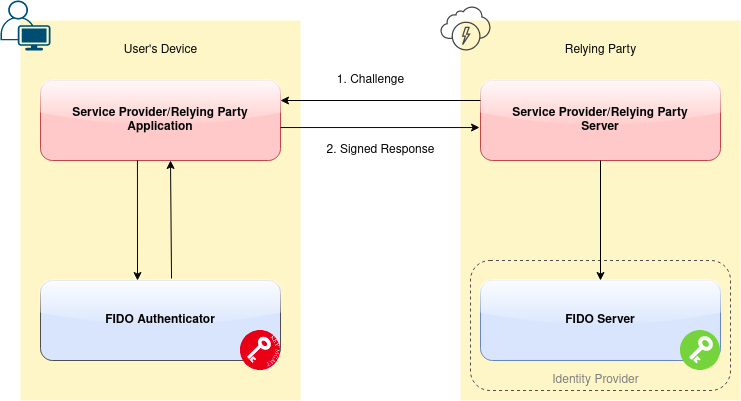 User's Device
Relying Party
1. Challenge
Service Provider/Relying Party
Application
Service Provider/Relying Party
Server
2. Signed Response
FIDO Authenticator
FIDO Server
Identity Provider